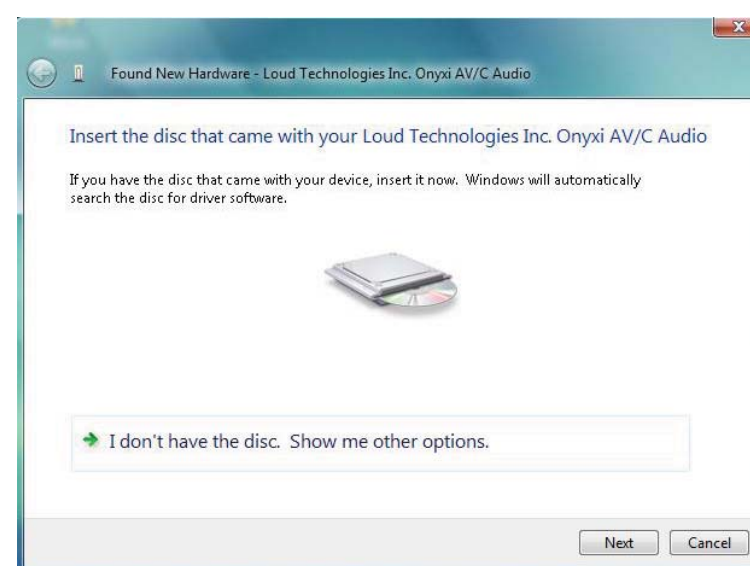 Found New Hardware - Loud Technologies Inc. Onyxi AV/C Audio
Insert the disc that came with your Loud Technologies Inc. Onyxi AV/C Audio
If you have the disc that came with your device, insert it now.  Windows will automatically
search the disc for driver software.
I don't have the disc.  Show me other options.
Next
Cancel